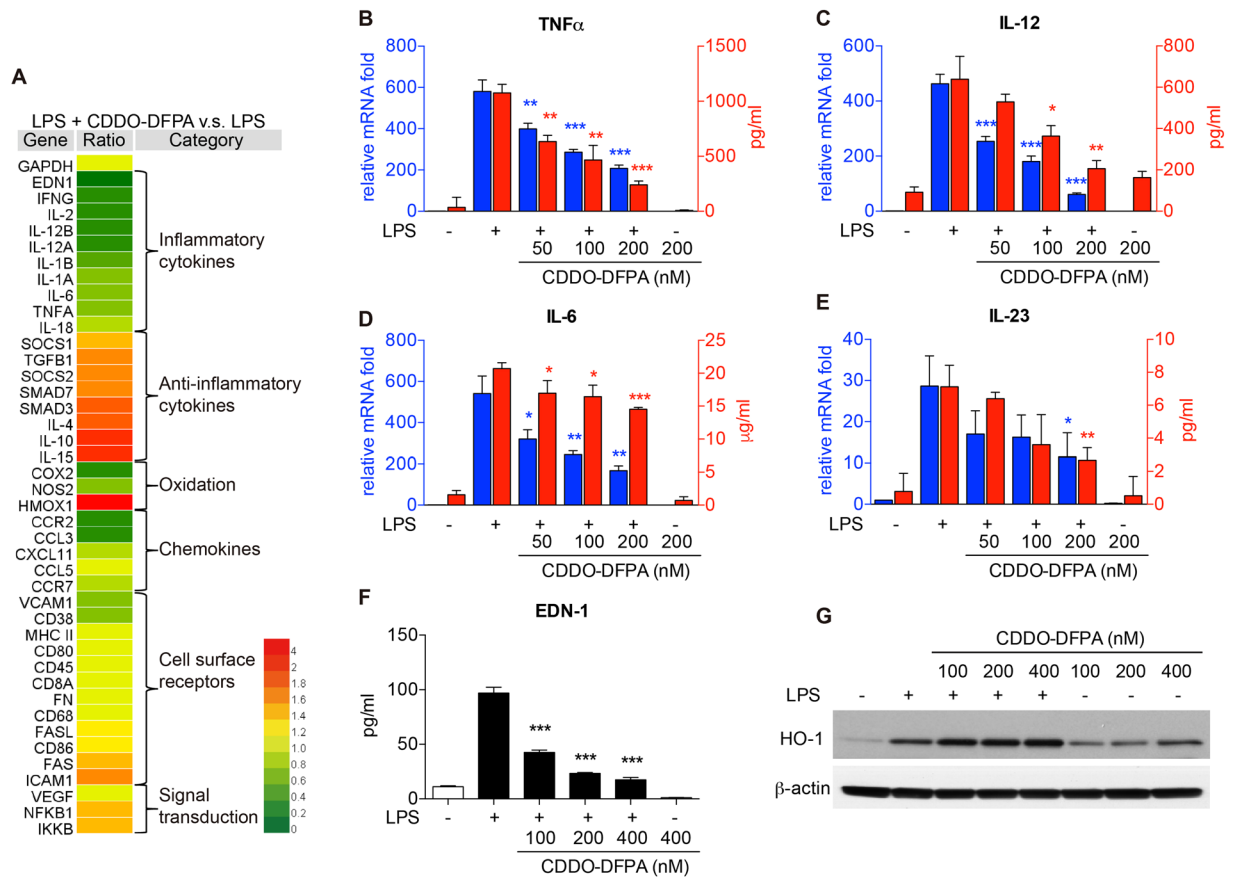 A
LPS + CDDO-DFPA v.s. LPS
Gene Ratio Category
GAPDH
EDN1
IFNG
IL-2
IL-12B
IL-12A
IL-1B
IL-1A
IL-6
TNFA
IL-18
Inflammatory
cytokines
SOCS1
TGFB1
SOCS2
SMAD7
SMAD3
IL-4
IL-10
IL-15
Anti-inflammatory
cytokines
COX2
NOS2
HMOX1
Oxidation
CCR2
CCL3
CXCL11
CCL5
CCR7
Chemokines
VCAM1
CD38
MHC II
CD80
CD45
CD8A
FN
CD68
FASL
CD86
FAS
ICAM1
Cell surface
receptors
VEGF
NFKB1
IKKB
Signal
transduction
4
2
1.8
1.6
1.4
1.2
1.0
0.8
0.6
0.4
0.2
0
B
TNFα
relative mRNA fold
800
600
400
200
0
1500
1000
500
0
pg/ml
** ** *** ** *** ***
LPS - + + + + -
50 100 200 200
CDDO-DFPA (nM)
C
IL-12
relative mRNA fold
600
400
200
0
800
600
400
200
0
pg/ml
*** *** * *** **
LPS - + + + + -
50 100 200 200
CDDO-DFPA (nM)
D
IL-6
relative mRNA fold
800
600
400
200
0
25
20
15
10
5
0
µg/ml
* * ** * ** ***
LPS - + + + + -
50 100 200 200
CDDO-DFPA (nM)
E
IL-23
relative mRNA fold
40
30
20
10
0
10
8
6
4
2
0
pg/ml
* **
LPS - + + + + -
50 100 200 200
CDDO-DFPA (nM)
F
EDN-1
pg/ml
150
100
50
0
*** *** ***
LPS - + + + + -
100 200 400 400
CDDO-DFPA (nM)
G
CDDO-DFPA (nM)
100 200 400 100 200 400
LPS - + + + + - - -
HO-1
β-actin